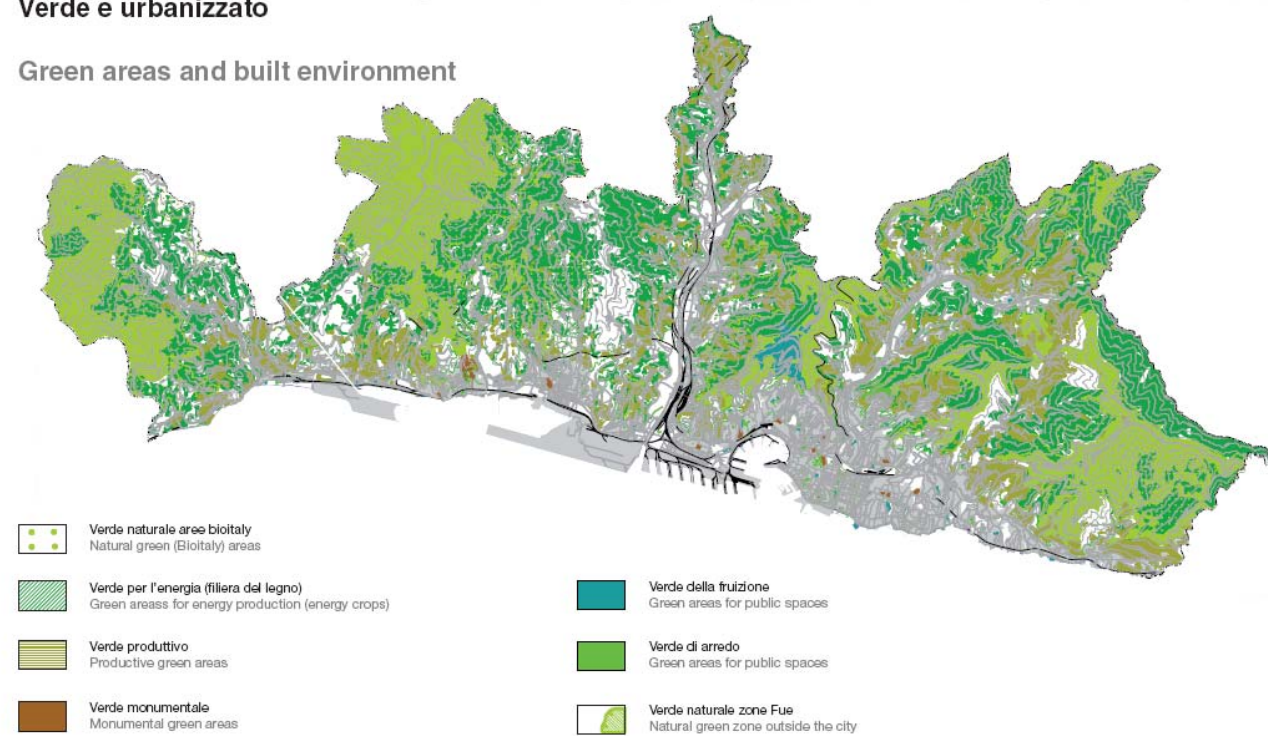 Verde e urbanizzato
Green areas and built environment
Verde naturale aree bioitaly
Natural green (Bioitaly) areas
Verde per l'energia (filiera del legno)
Green areass for energy production (energy crops)
Verde produttivo
Productive green areas
Verde monumentale
Monumental green areas
Verde della fruizione
Green areas for public spaces
Verde di arredo
Green areas for public spaces
Verde naturale zone Fue
Natural green zone outside the city